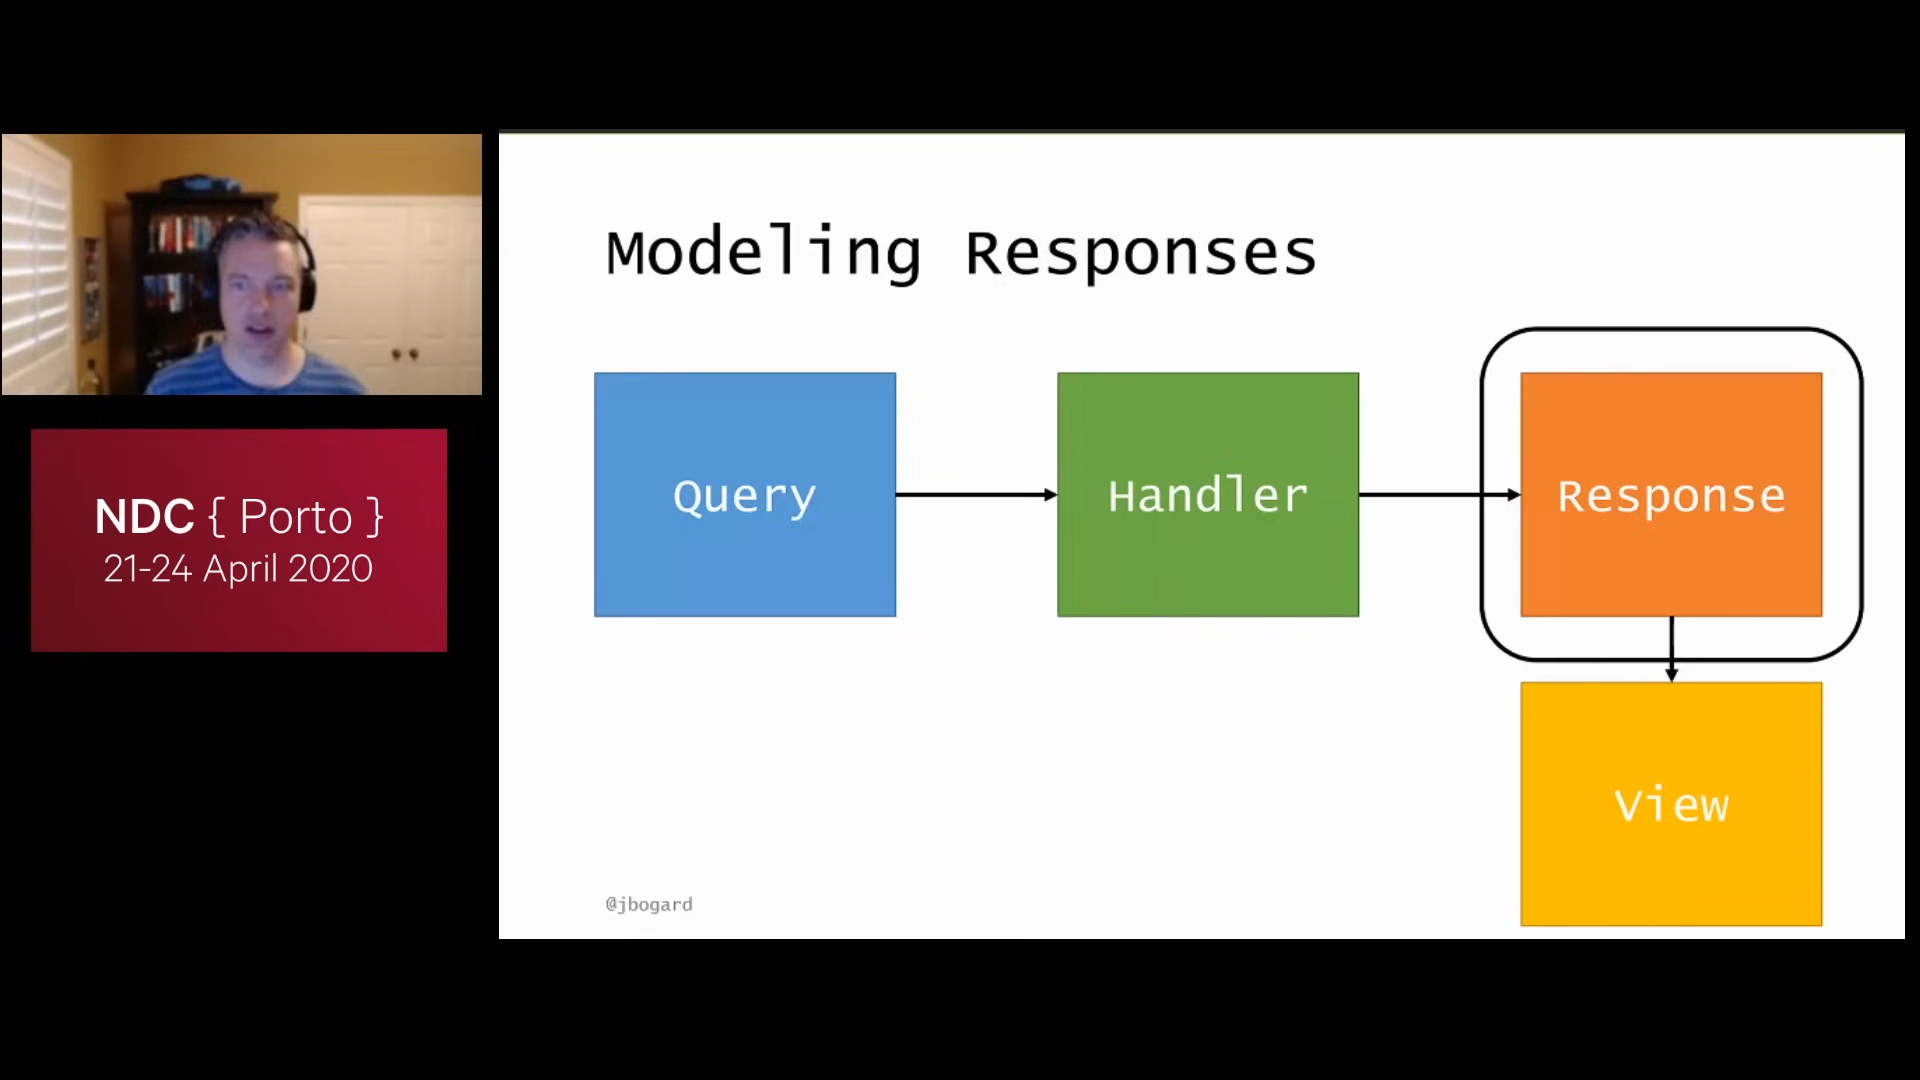 NDC { Porto }
21-24 April 2020
Modeling Responses
Query
Handler
Response
View
@jbogard